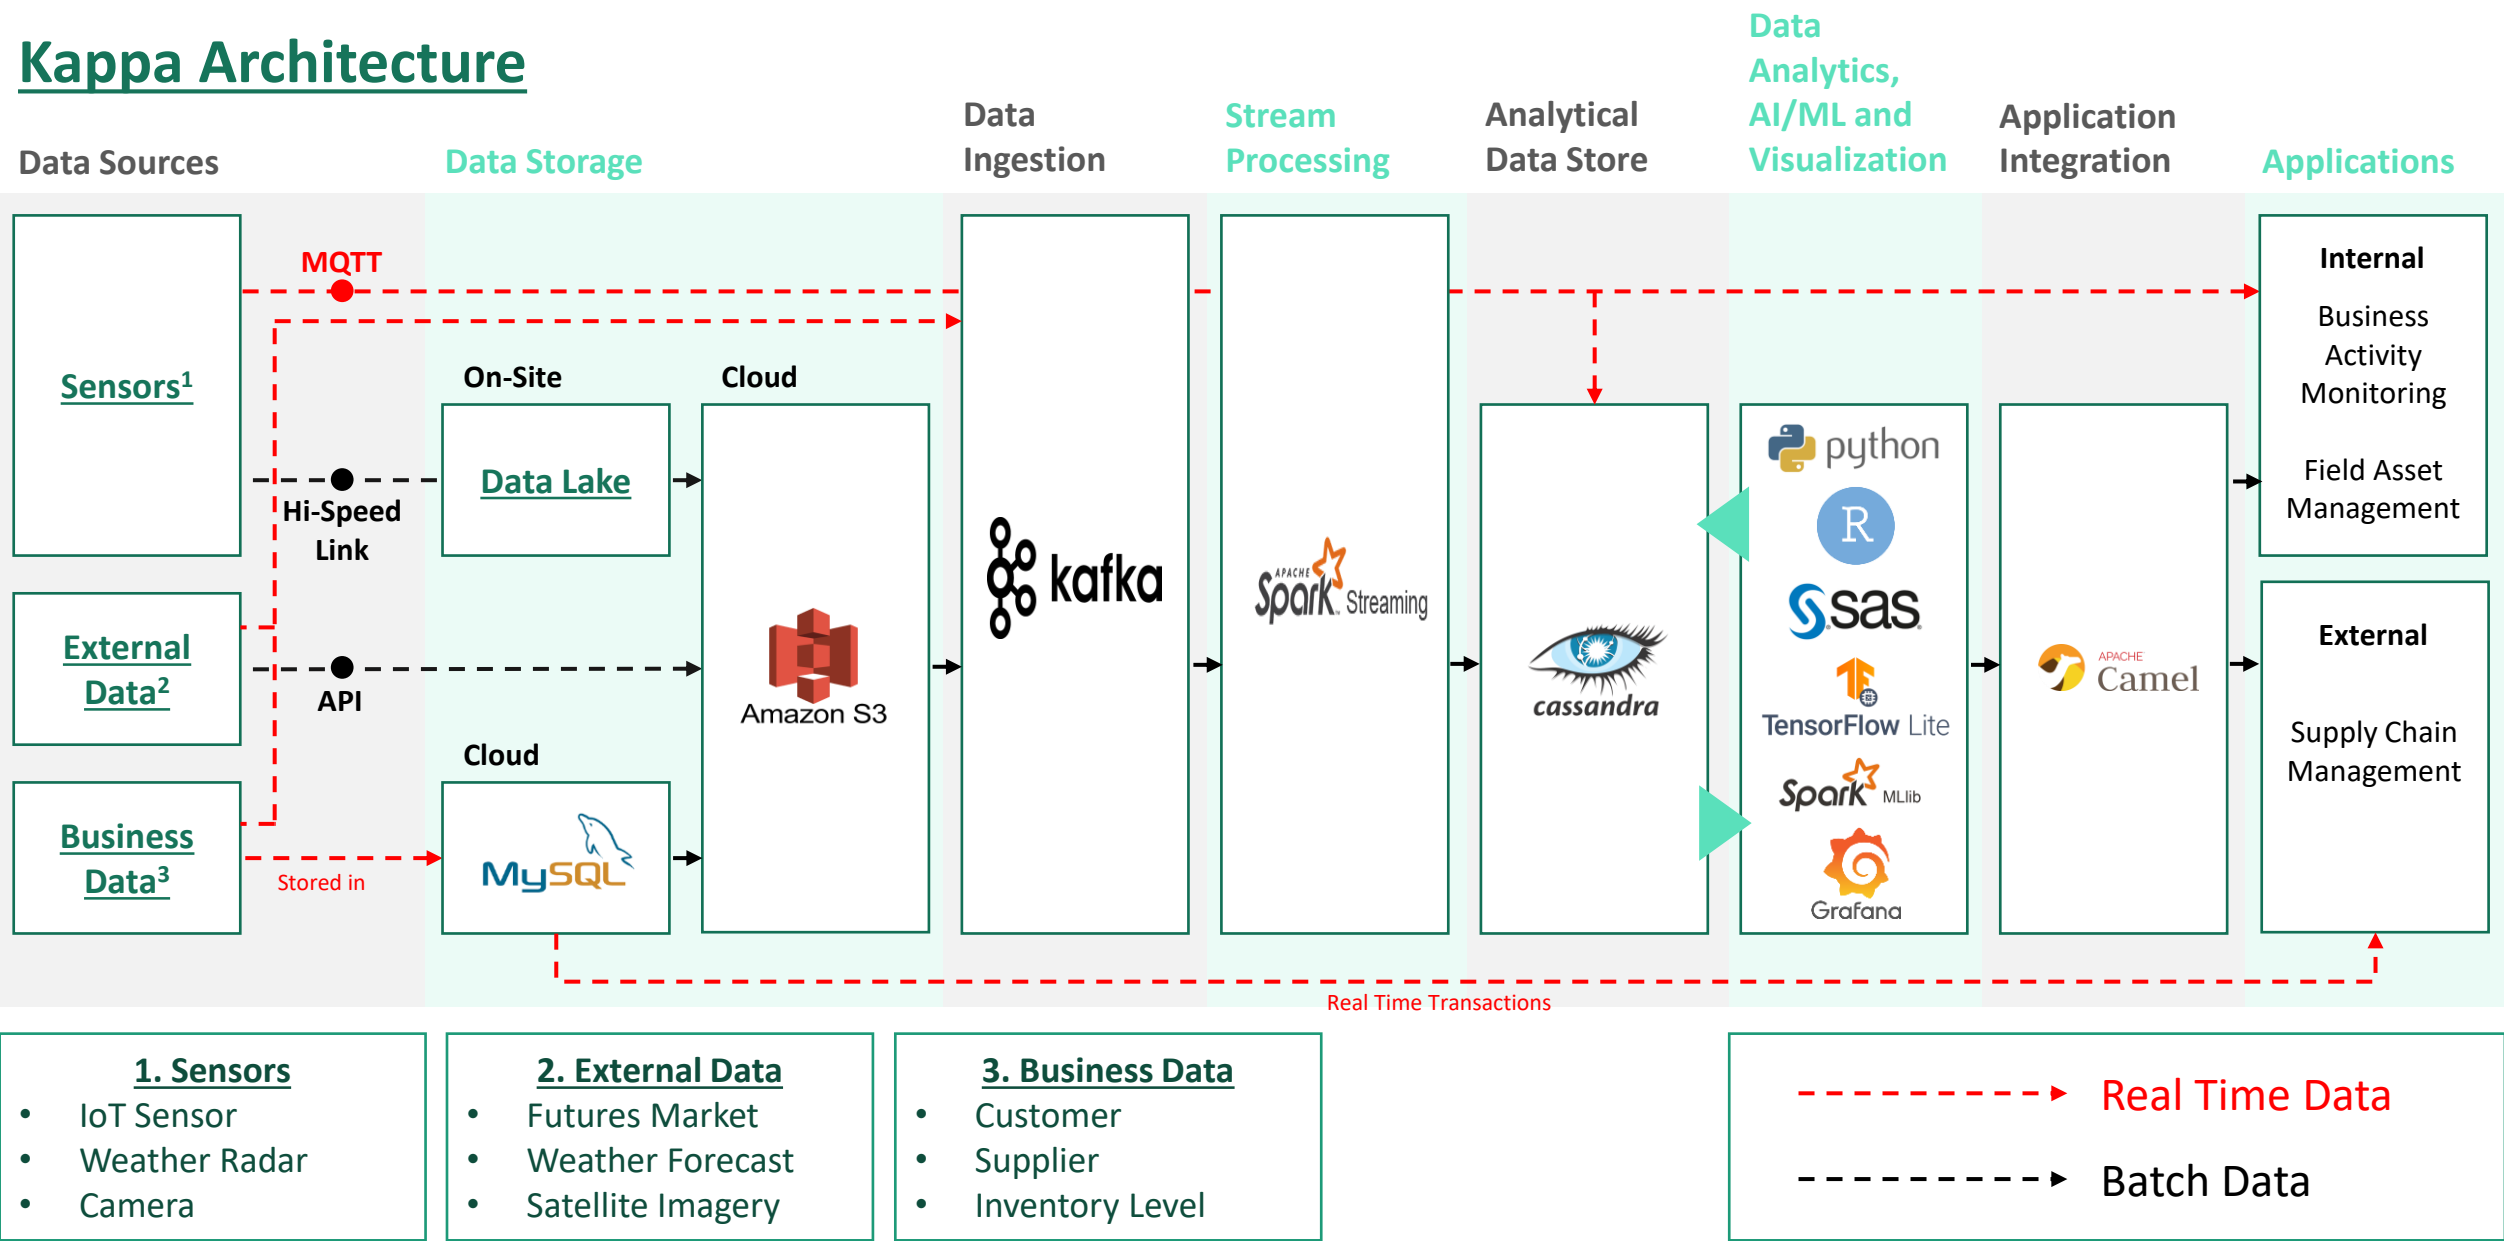 Kappa Architecture
Data Sources
Data Storage
Data
Ingestion
Stream
Processing
Analytical
Data Store
Data
Analytics,
AI/ML and
Visualization
Application
Integration
Applications
Sensors1
External
Data2
Business
Data3
MQTT
Hi-Speed
Link
API
Stored in
On-Site
Data Lake
Cloud
MySQL
Cloud
Amazon S3
kafka
APACHE
Spark Streaming
cassandra
python
R
sas
TensorFlow Lite
Spark MLlib
Grafana
APACHE
Camel
Internal
Business
Activity
Monitoring
Field Asset
Management
External
Supply Chain
Management
Real Time Transactions
1. Sensors
• IoT Sensor
• Weather Radar
• Camera
2. External Data
• Futures Market
• Weather Forecast
• Satellite Imagery
3. Business Data
• Customer
• Supplier
• Inventory Level
Real Time Data
Batch Data